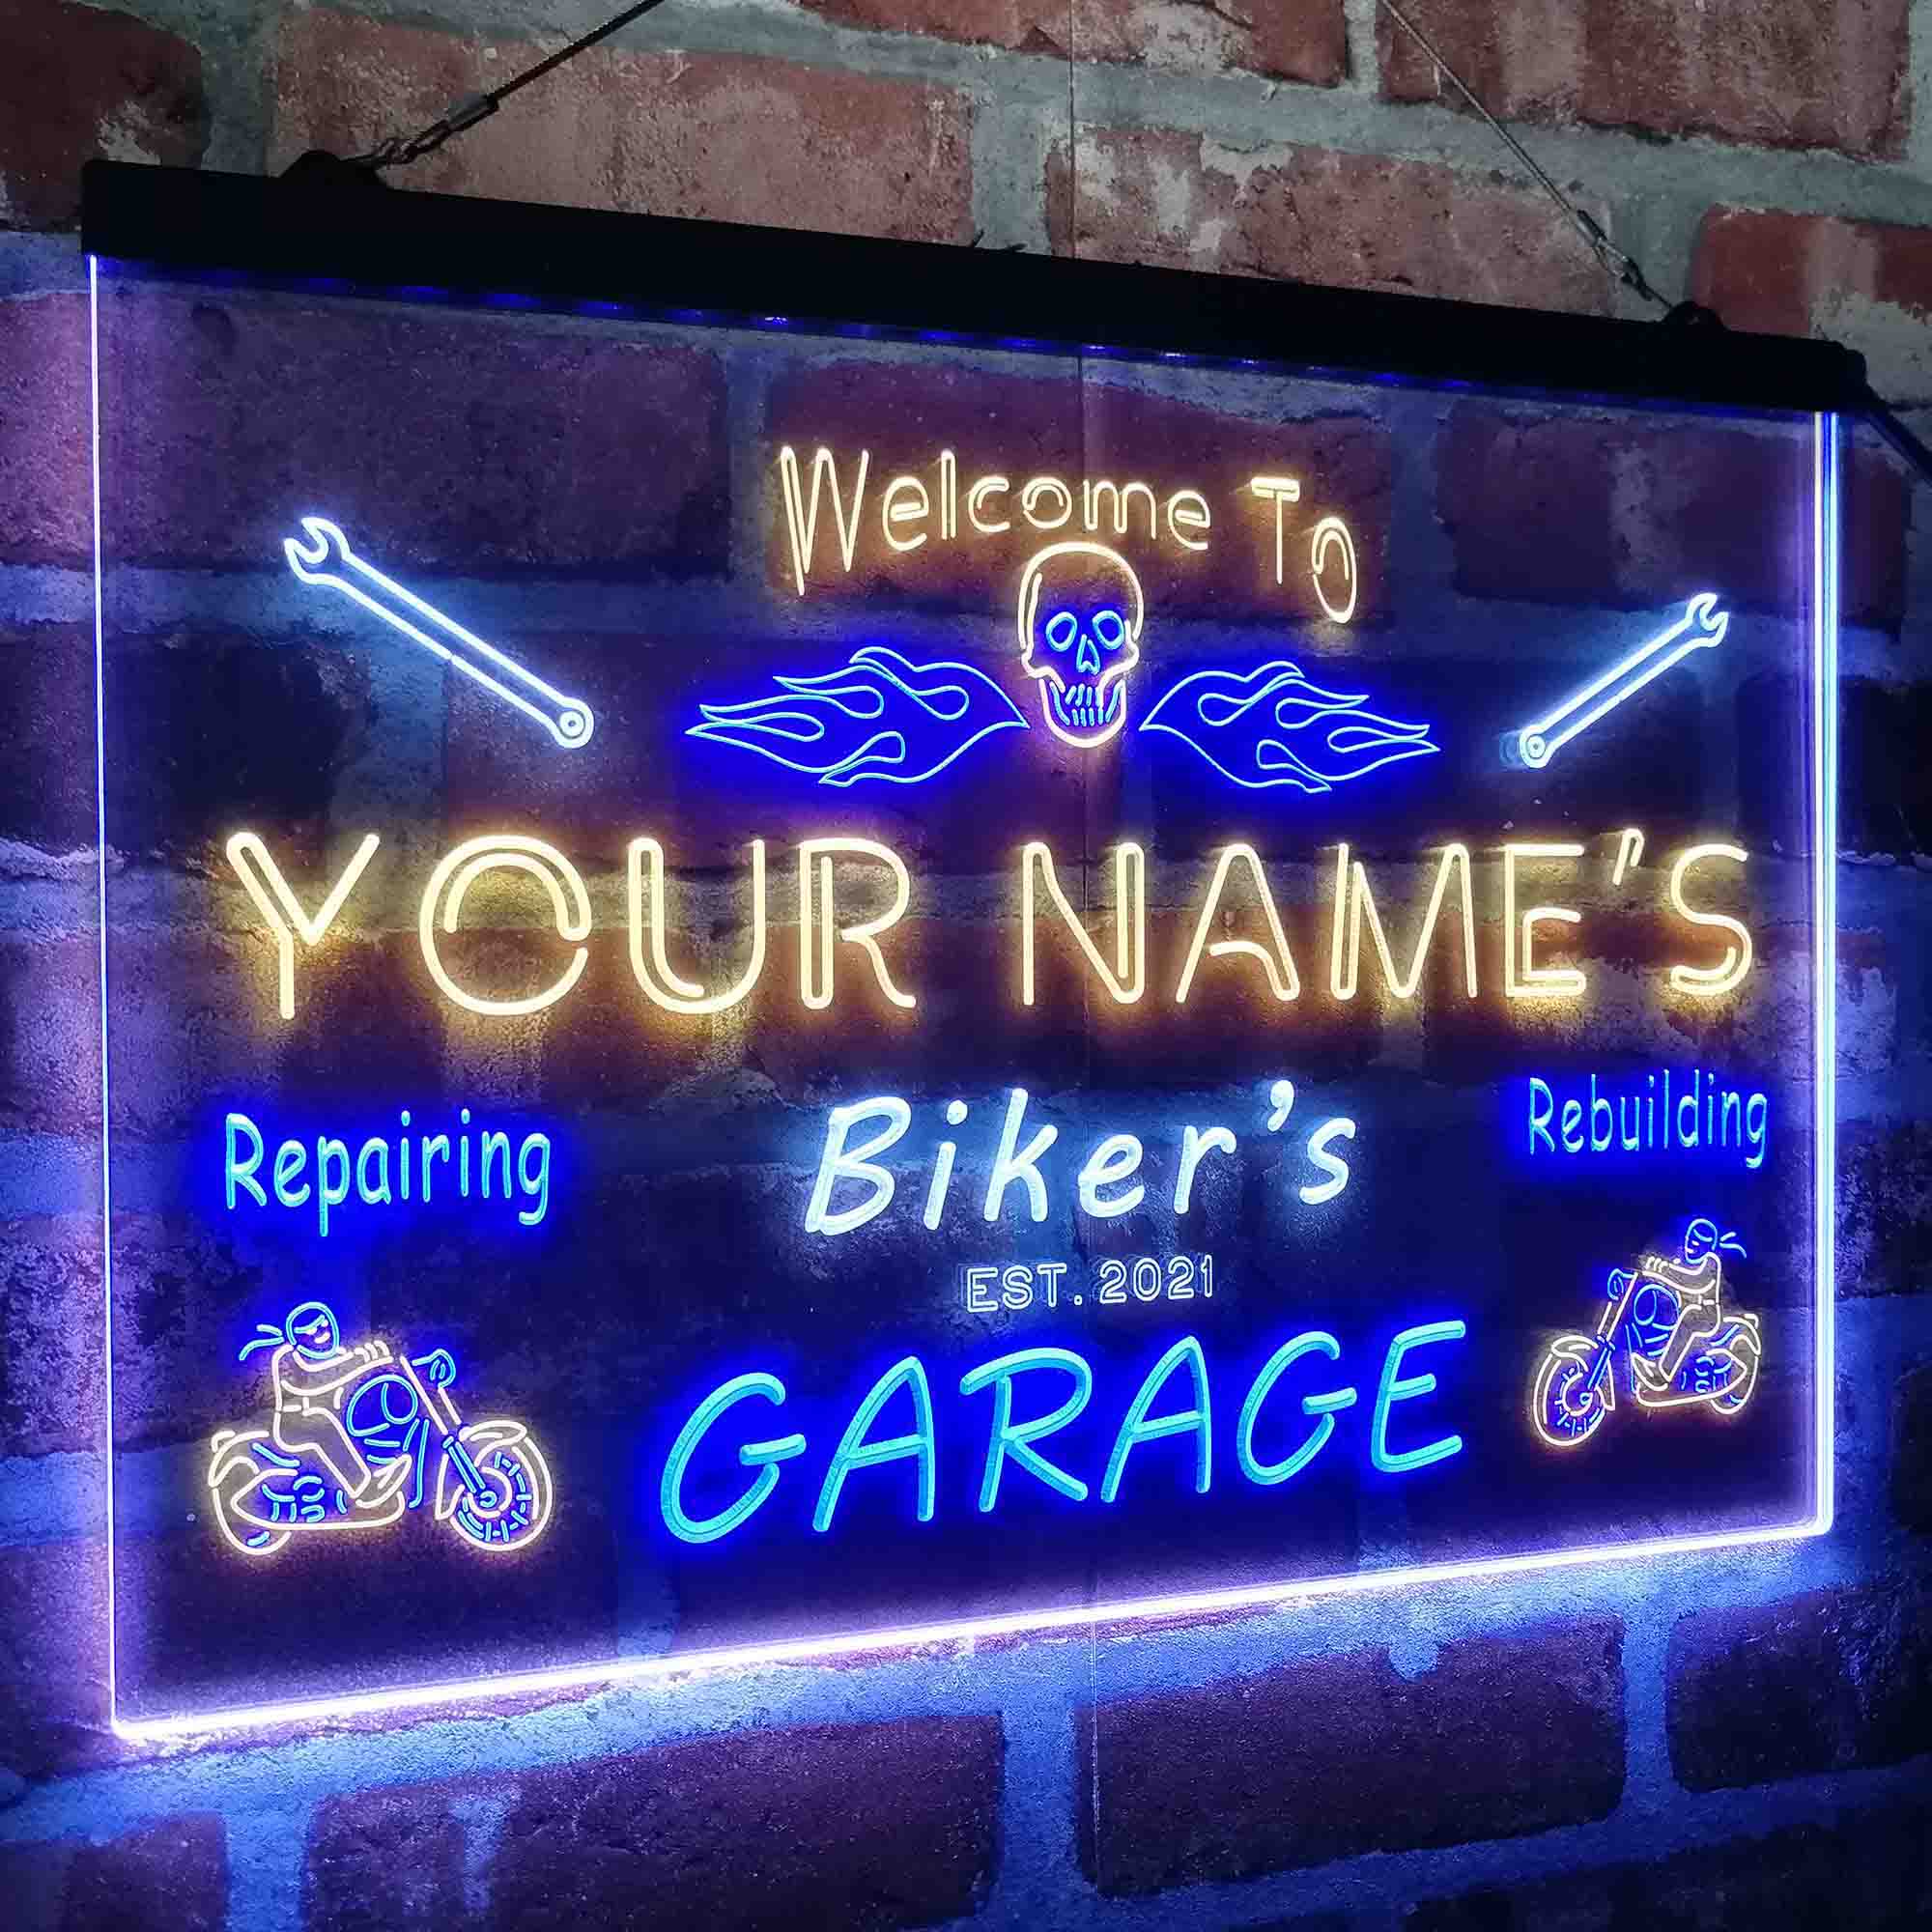 Welcome To
YOUR NAME'S
Repairing
Biker's
Rebuilding
EST. 2021
GARAGE